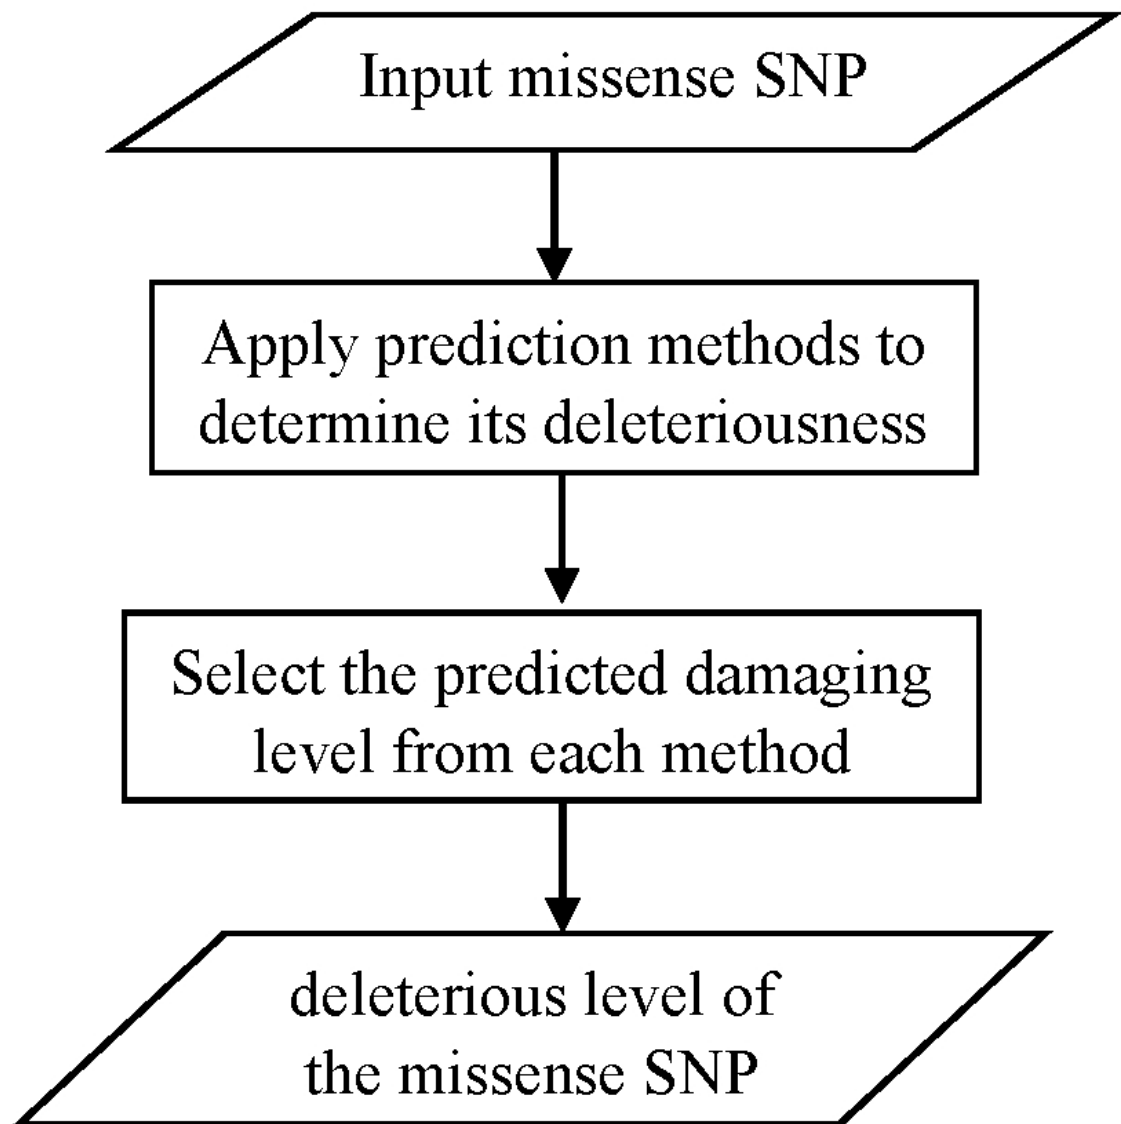 Input missense SNP
Apply prediction methods to
determine its deleteriousness
Select the predicted damaging
level from each method
deleterious level of
the missense SNP